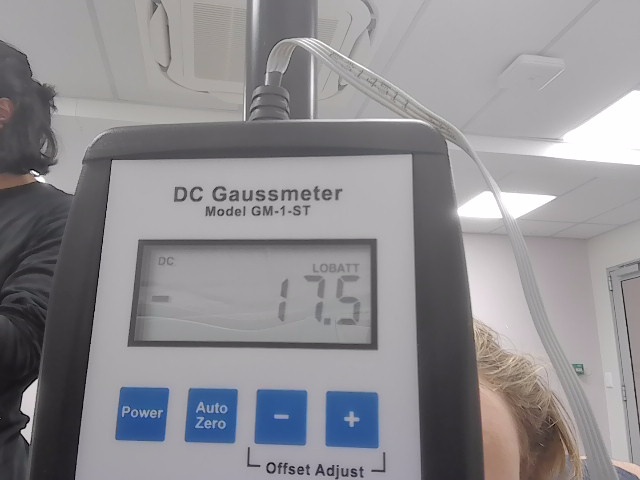 DC Gaussmeter
Model GM-1-ST
DC
LOBATT
- 17.5
Power
Auto
Zero
-
+
Offset Adjust